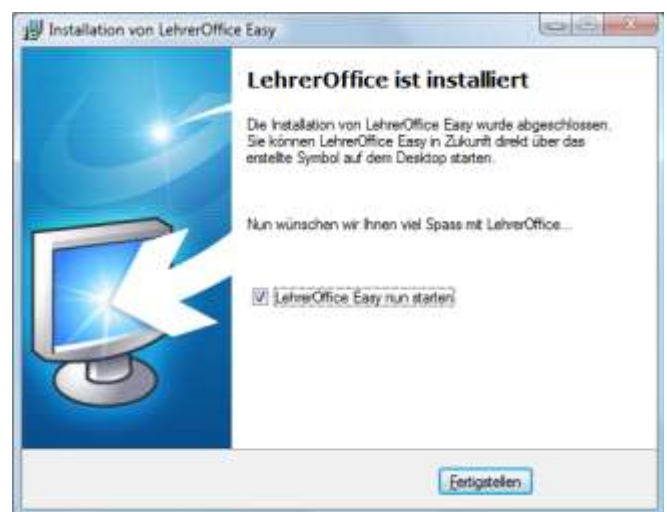 Installation von LehrerOffice Easy
LehrerOffice ist installiert
Die Installation von LehrerOffice Easy wurde abgeschlossen.
Sie können LehrerOffice Easy in Zukunft direkt über das
erstellte Symbol auf dem Desktop starten.
Nun wünschen wir Ihnen viel Spass mit LehrerOffice...
LehrerOffice Easy nun starten
Fertigstellen